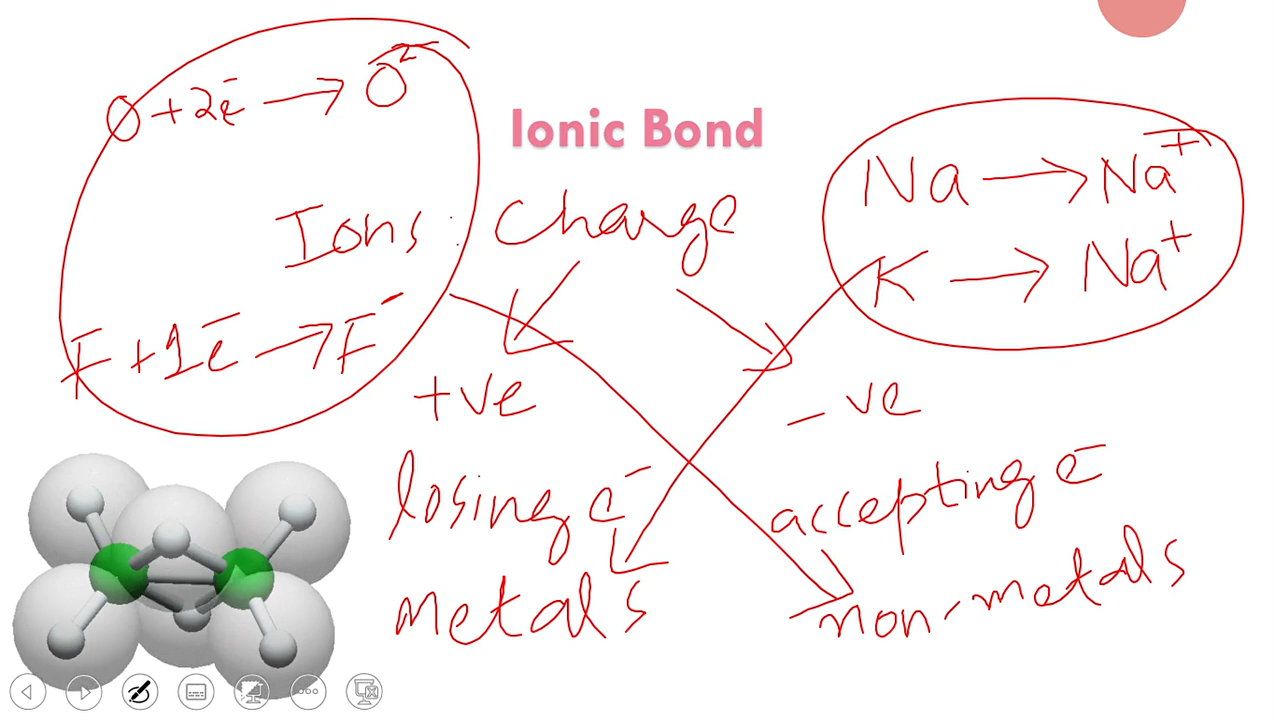 O + 2e⁻ → O²⁻
Ionic Bond
Na → Na⁺
K → Na⁺
Ions : Charge
F + 1e⁻ → F⁻
+ve
-ve
losing e⁻
accepting e⁻
metals
non-metals